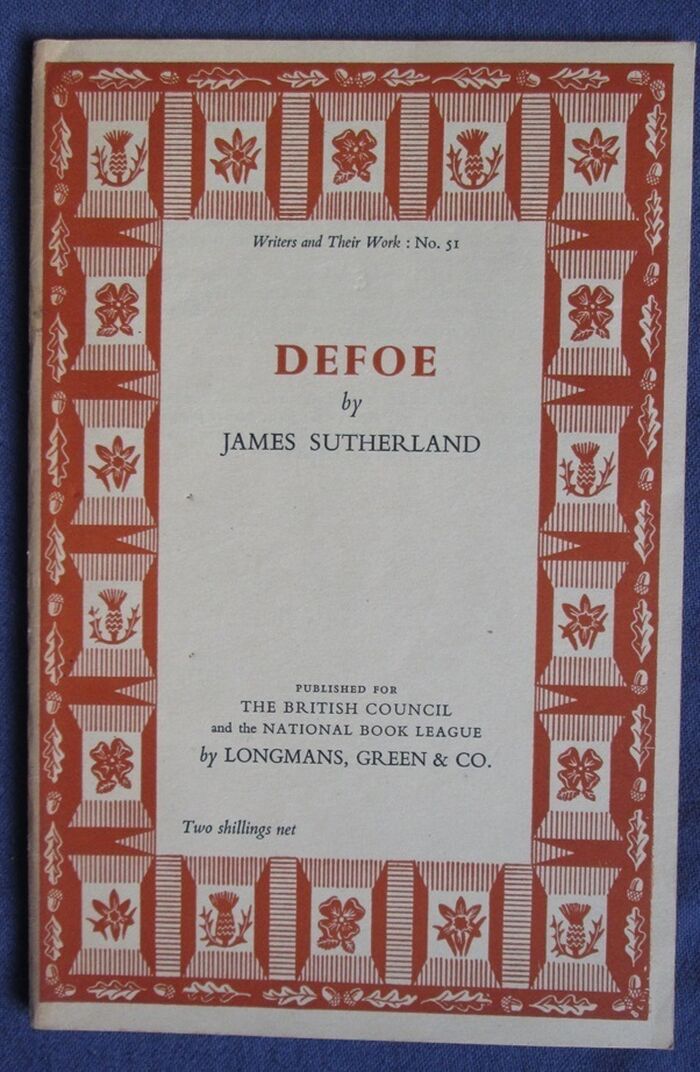 Writers and Their Work : No. 51
DEFOE
by
JAMES SUTHERLAND
PUBLISHED FOR
THE BRITISH COUNCIL
and the NATIONAL BOOK LEAGUE
by LONGMANS, GREEN & CO.
Two shillings net